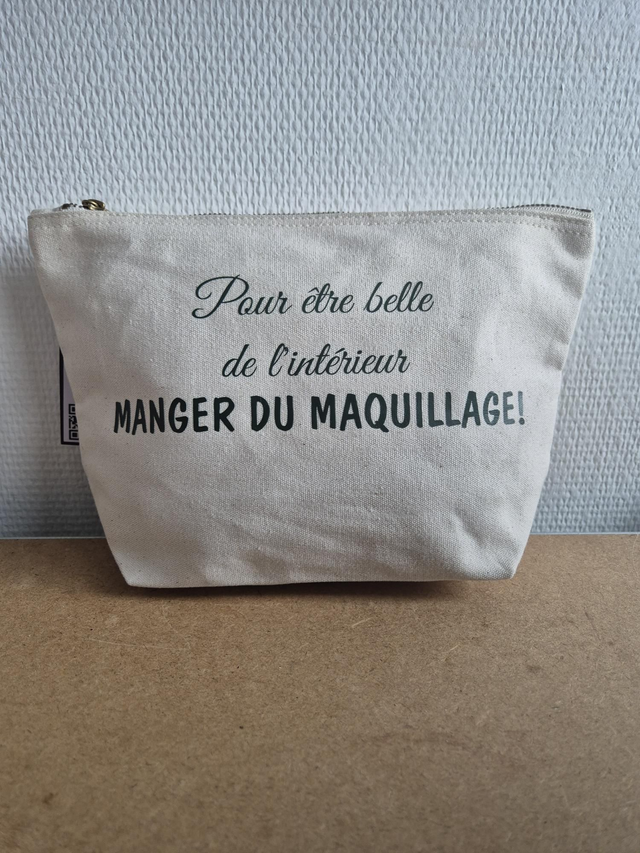 Pour être belle
de l'intérieur
MANGER DU MAQUILLAGE!